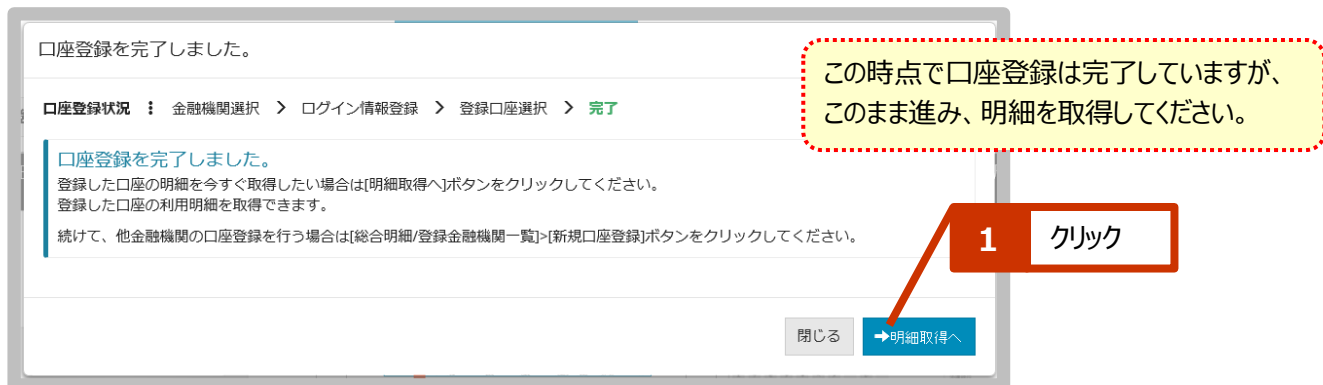 口座登録を完了しました。
この時点で口座登録は完了していますが、
このまま進み、明細を取得してください。
口座登録状況 ︙ 金融機関選択 > ログイン情報登録 > 登録口座選択 > 完了
口座登録を完了しました。
登録した口座の明細を今すぐ取得したい場合は[明細取得へ]ボタンをクリックしてください。
登録した口座の利用明細を取得できます。
続けて、他金融機関の口座登録を行う場合は[総合明細/登録金融機関一覧]>[新規口座登録]ボタンをクリックしてください。
1 クリック
閉じる ➔明細取得へ